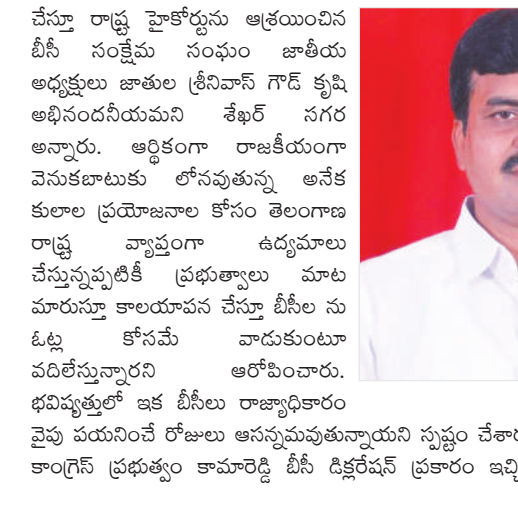 చేస్తూ రాష్ట్ర హైకోర్టును ఆశ్రయించిన
బీసీ సంక్షేమ సంఘం జాతీయ
అధ్యక్షులు జాతుల శ్రీనివాస్ గౌడ్ కృషి
అభినందనీయమని శేఖర్ సగర
అన్నారు. ఆర్థికంగా రాజకీయంగా
వెనుకబాటుకు లోనవుతున్న అనేక
కులాల ప్రయోజనాల కోసం తెలంగాణ
రాష్ట్ర వ్యాప్తంగా ఉద్యమాలు
చేస్తున్నప్పటికీ ప్రభుత్వాలు మాట
మారుస్తూ కాలయాపన చేస్తూ బీసీల ను
ఓట్ల కోసమే వాడుకుంటూ
వదిలేస్తున్నారని ఆరోపించారు.
భవిష్యత్తులో ఇక బీసీలు రాజ్యాధికారం
వైపు పయనించే రోజులు ఆసన్నమవుతున్నాయని స్పష్టం
కాంగ్రెస్ ప్రభుత్వం కామారెడ్డి బీసీ డిక్లరేషన్ ప్రకారం